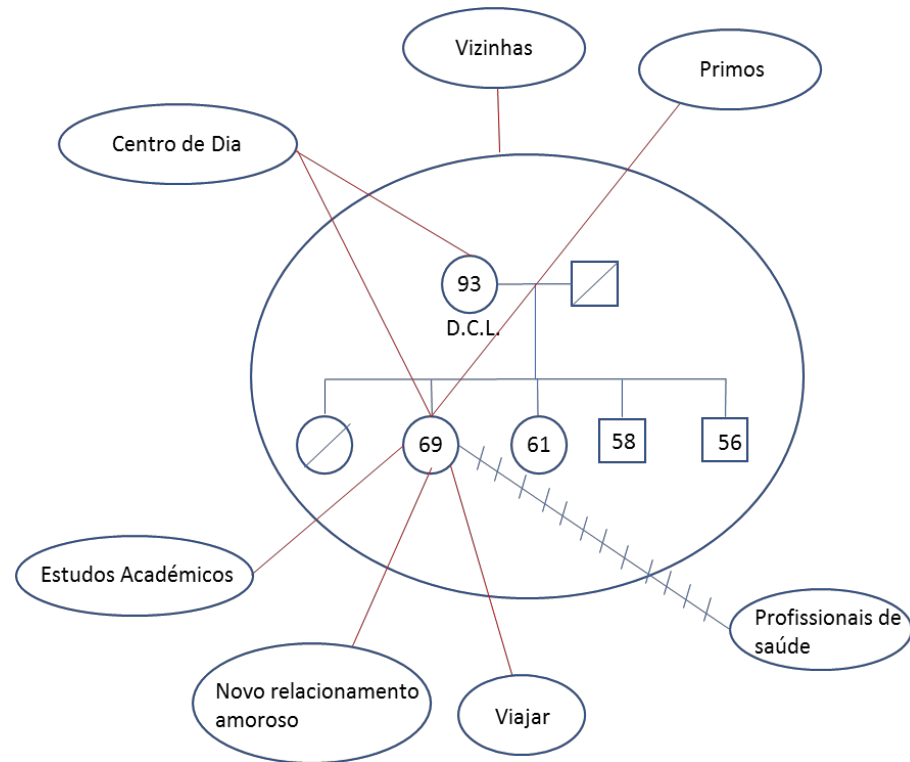 Vizinhas
Primos
Centro de Dia
93
D.C.L.
69
61
58
56
Estudos Académicos
Profissionais de
saúde
Novo relacionamento
amoroso
Viajar